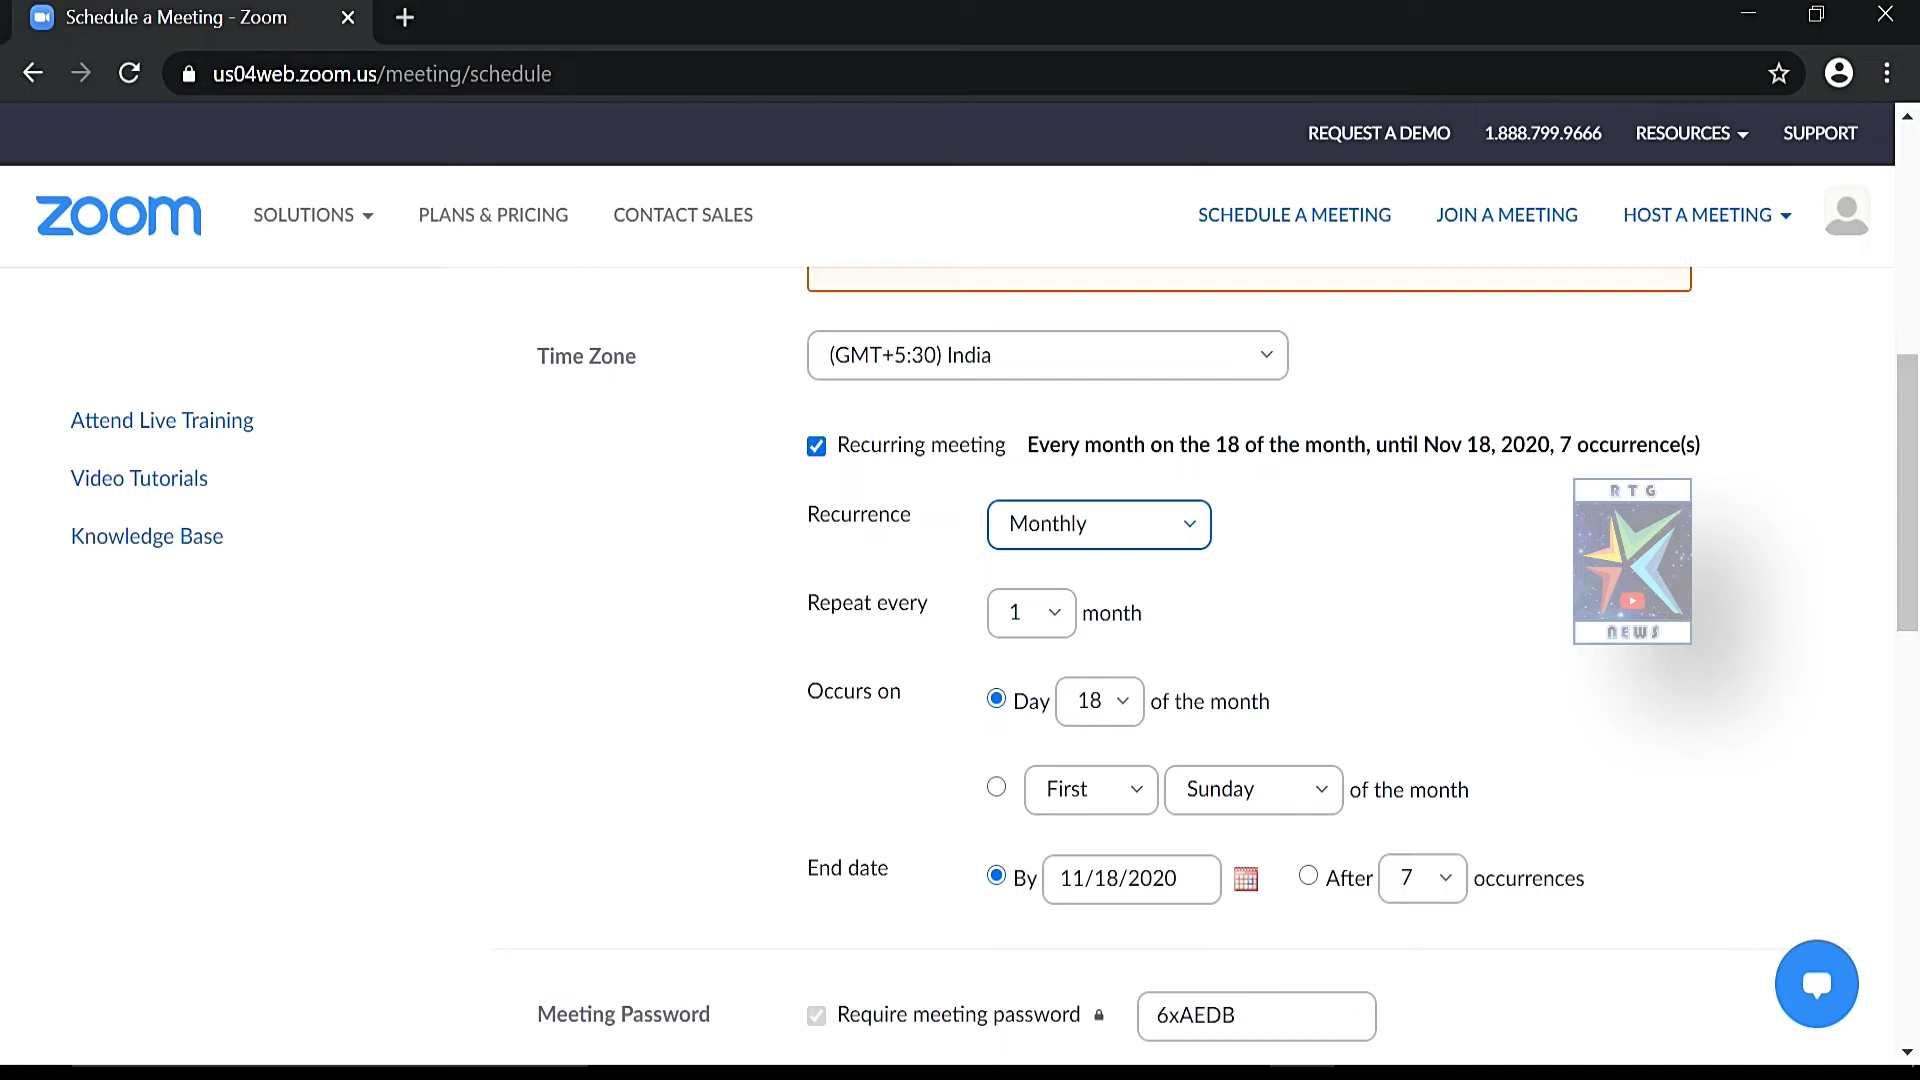 Schedule a Meeting - Zoom
us04web.zoom.us/meeting/schedule
REQUEST A DEMO 1.888.799.9666 RESOURCES SUPPORT
zoom SOLUTIONS PLANS & PRICING CONTACT SALES SCHEDULE A MEETING JOIN A MEETING HOST A MEETING
Time Zone (GMT+5:30) India
Attend Live Training
Video Tutorials
Knowledge Base
Recurring meeting Every month on the 18 of the month, until Nov 18, 2020, 7 occurrence(s)
RTG
NEWS
Recurrence Monthly
Repeat every 1 month
Occurs on Day 18 of the month
First Sunday of the month
End date By 11/18/2020 After 7 occurrences
Meeting Password Require meeting password 6xAEDB